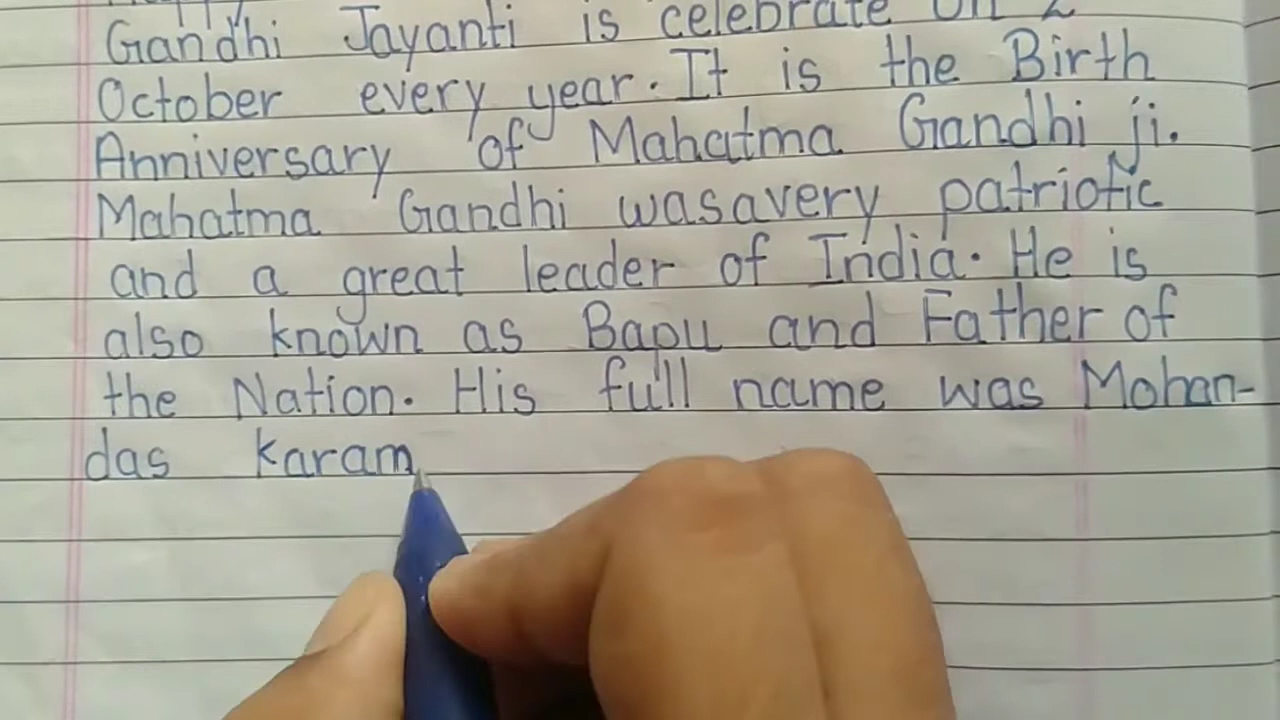 Gandhi Jayanti is celebrate on 2
October every year. It is the Birth
Anniversary of Mahatma Gandhi ji.
Mahatma Gandhi wasavery patriotic
and a great leader of India. He is
also known as Bapu and Father of
the Nation. His full name was Mohan-
das karam